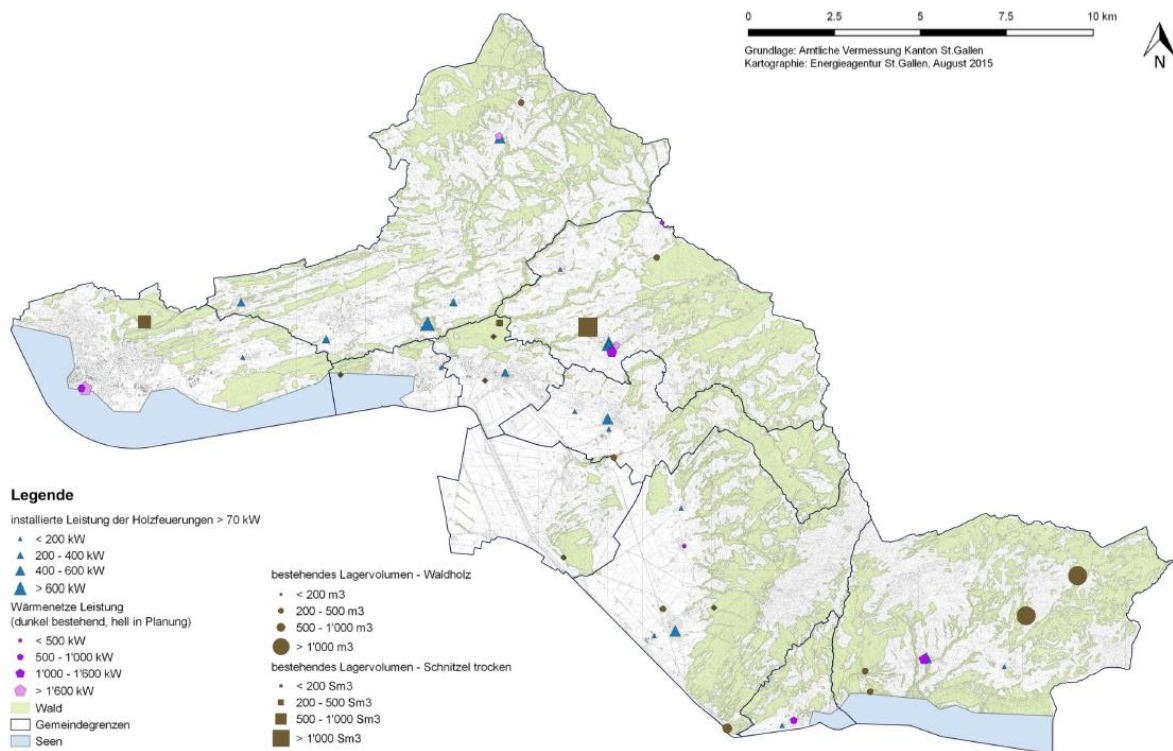 0 2.5 5 7.5 10 km
Grundlage: Amtliche Vermessung Kanton St.Gallen
Kartographie: Energieagentur St.Gallen, August 2015
N
Legende
installierte Leistung der Holzfeuerungen > 70 kW
< 200 kW
200 - 400 kW
400 - 600 kW
> 600 kW
Wärmenetze Leistung
(dunkel bestehend, hell in Planung)
< 500 kW
500 - 1'000 kW
1'000 - 1'600 kW
> 1'600 kW
Wald
Gemeindegrenzen
Seen
bestehendes Lagervolumen - Waldholz
< 200 m3
200 - 500 m3
500 - 1'000 m3
> 1'000 m3
bestehendes Lagervolumen - Schnitzel trocken
< 200 Sm3
200 - 500 Sm3
500 - 1'000 Sm3
> 1'000 Sm3